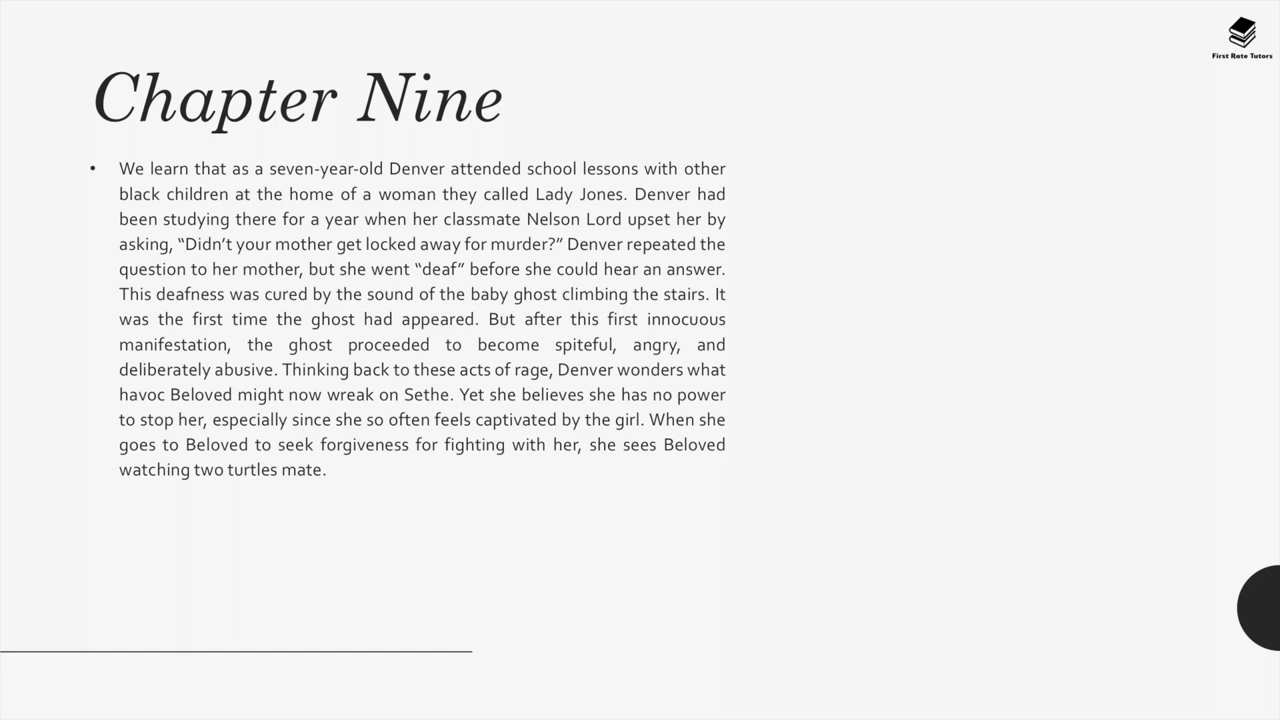 First Rate Tutors
Chapter Nine
• We learn that as a seven-year-old Denver attended school lessons with other
black children at the home of a woman they called Lady Jones. Denver had
been studying there for a year when her classmate Nelson Lord upset her by
asking, “Didn’t your mother get locked away for murder?” Denver repeated the
question to her mother, but she went “deaf” before she could hear an answer.
This deafness was cured by the sound of the baby ghost climbing the stairs. It
was the first time the ghost had appeared. But after this first innocuous
manifestation, the ghost proceeded to become spiteful, angry, and
deliberately abusive. Thinking back to these acts of rage, Denver wonders what
havoc Beloved might now wreak on Sethe. Yet she believes she has no power
to stop her, especially since she so often feels captivated by the girl. When she
goes to Beloved to seek forgiveness for fighting with her, she sees Beloved
watching two turtles mate.